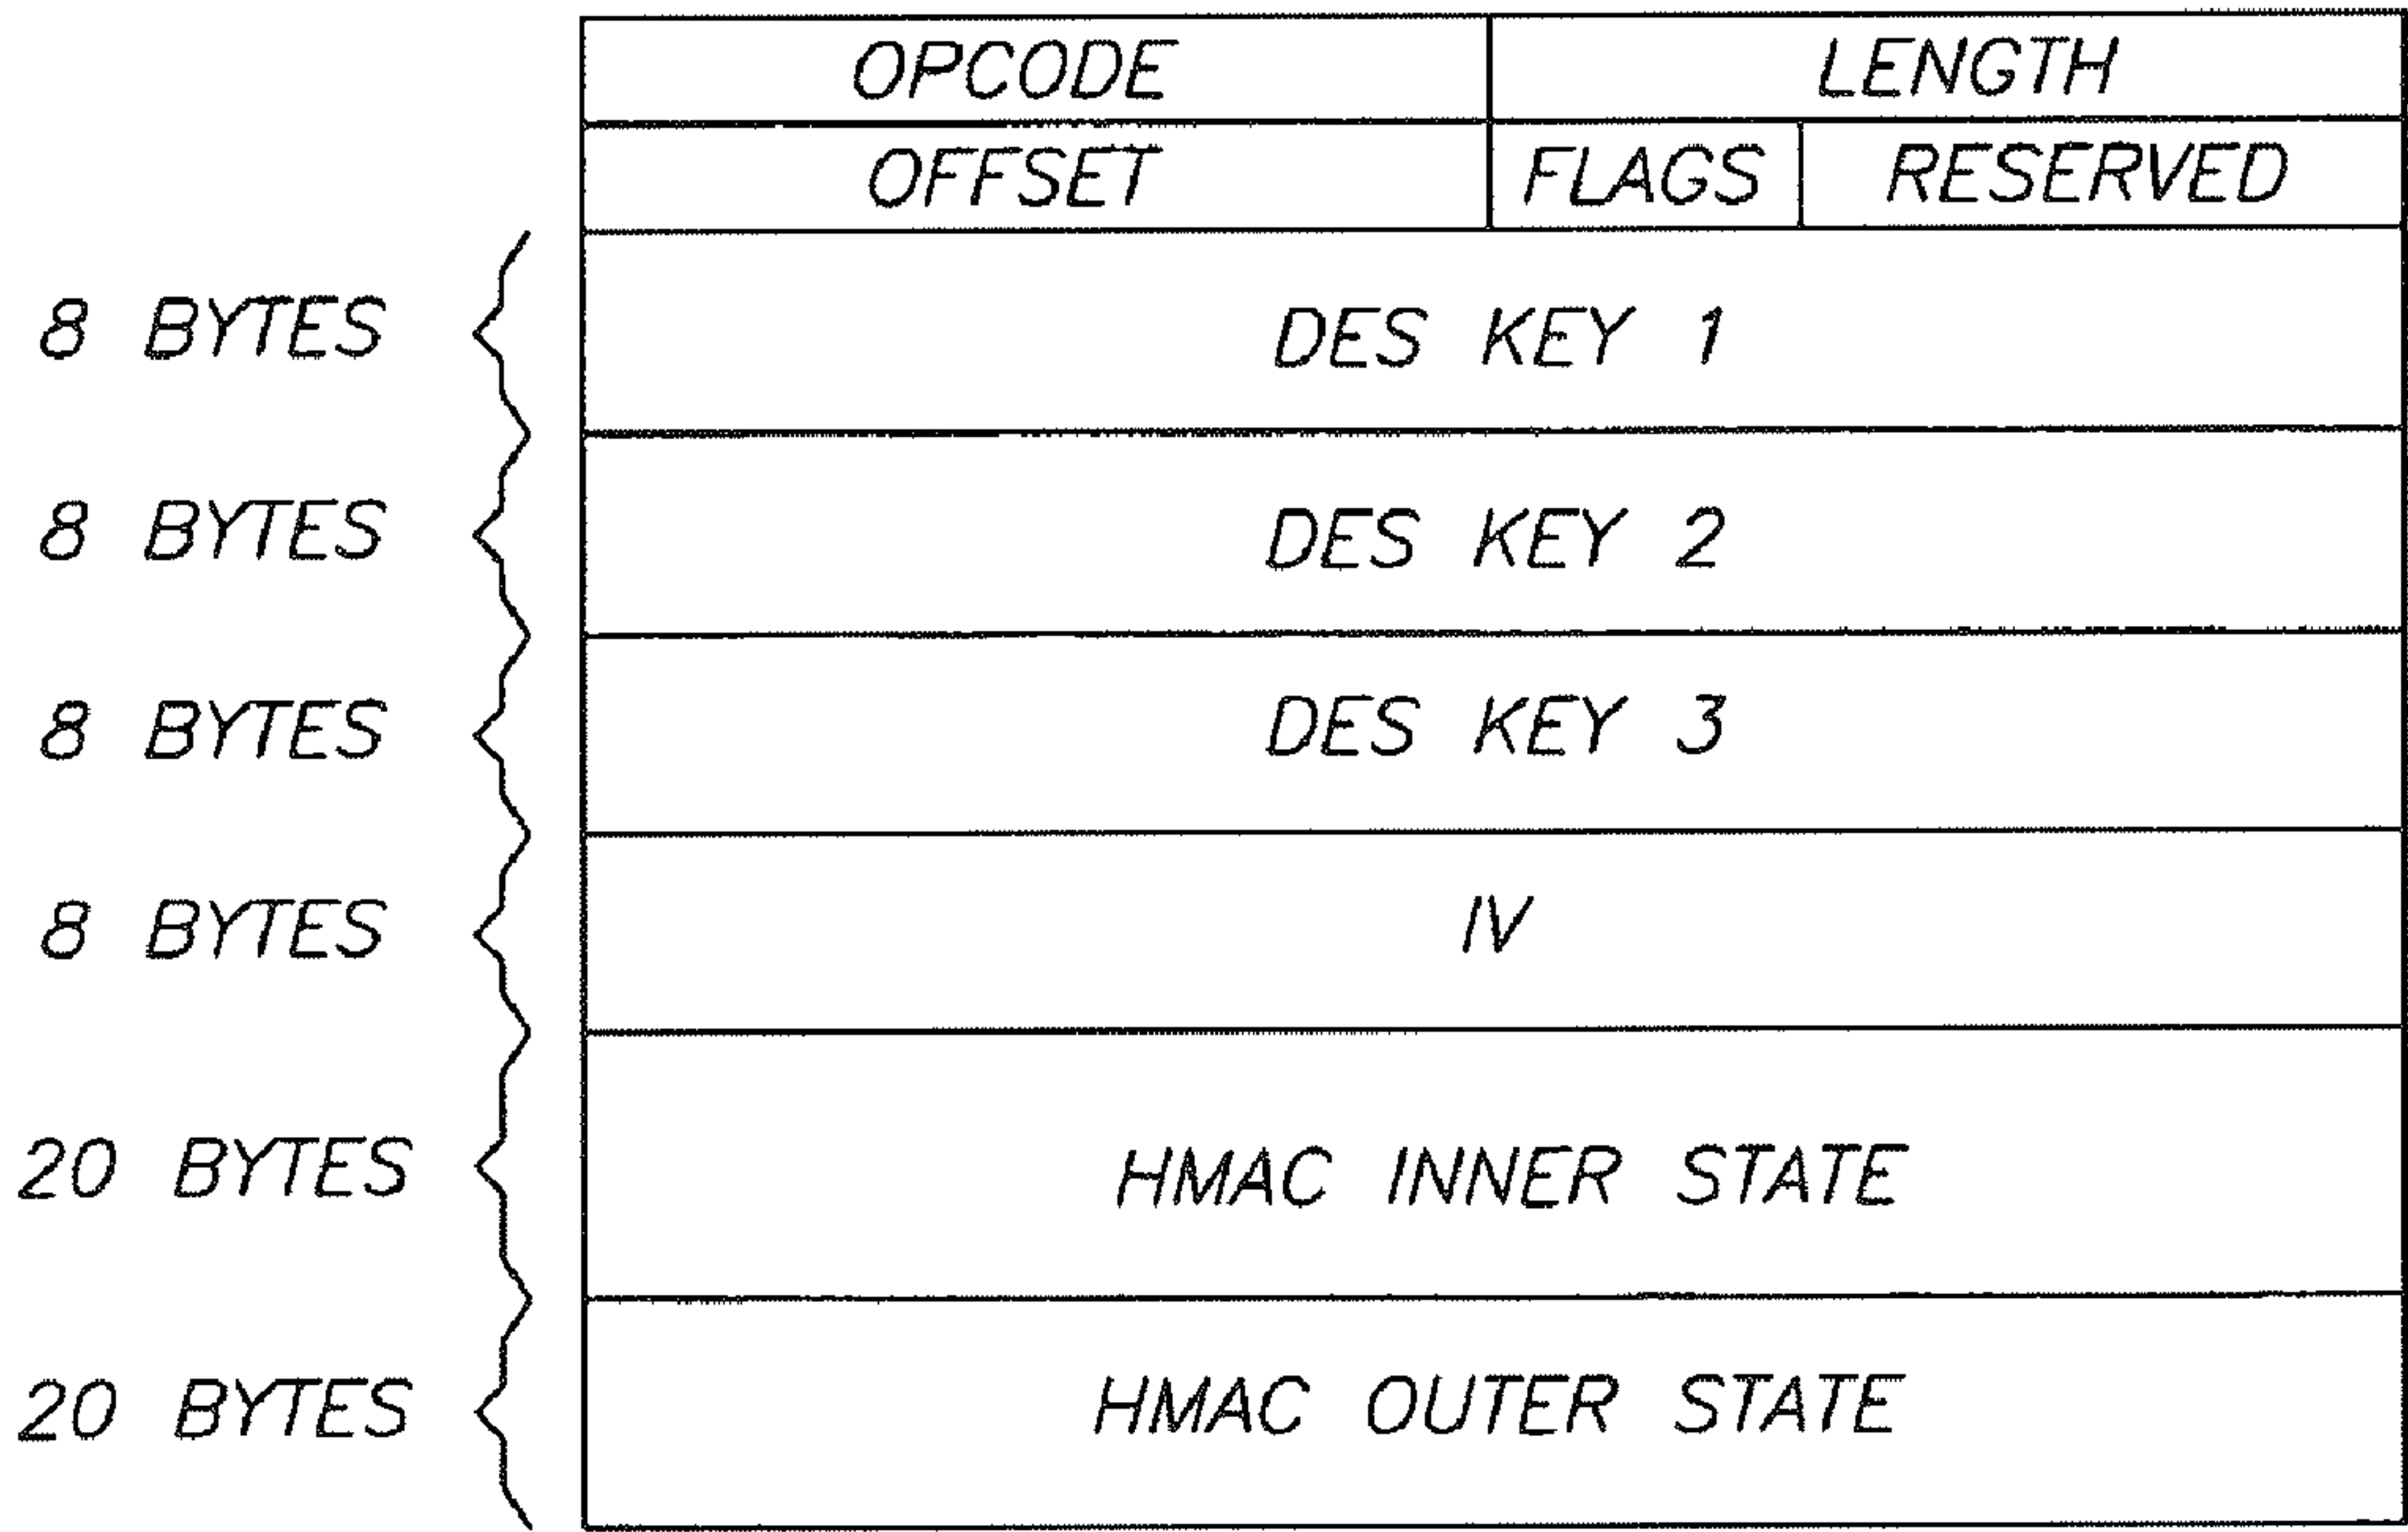 OPCODE LENGTH
OFFSET FLAGS RESERVED
8 BYTES DES KEY 1
8 BYTES DES KEY 2
8 BYTES DES KEY 3
8 BYTES IV
20 BYTES HMAC INNER STATE
20 BYTES HMAC OUTER STATE